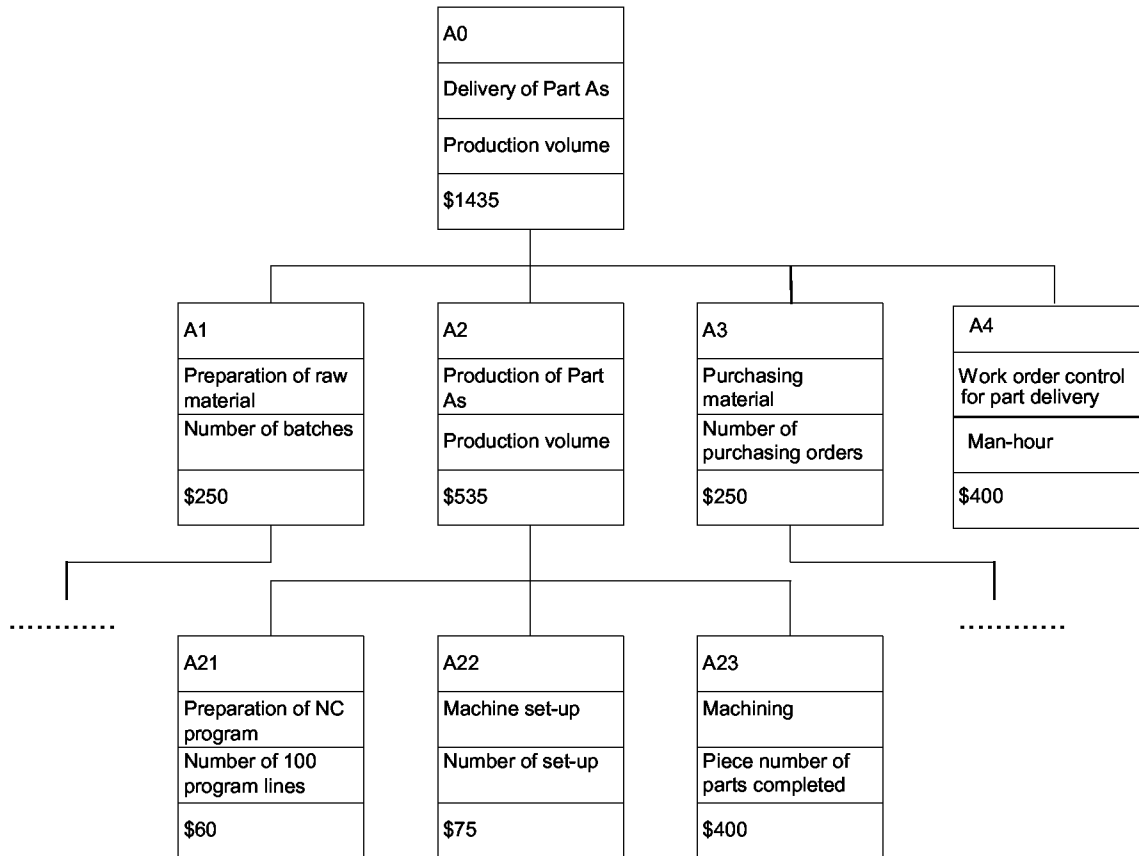 A0
Delivery of Part As
Production volume
$1435
A1
Preparation of raw
material
Number of batches
$250
A2
Production of Part
As
Production volume
$535
A3
Purchasing
material
Number of
purchasing orders
$250
A4
Work order control
for part delivery
Man-hour
$400
............
............
A21
Preparation of NC
program
Number of 100
program lines
$60
A22
Machine set-up
Number of set-up
$75
A23
Machining
Piece number of
parts completed
$400